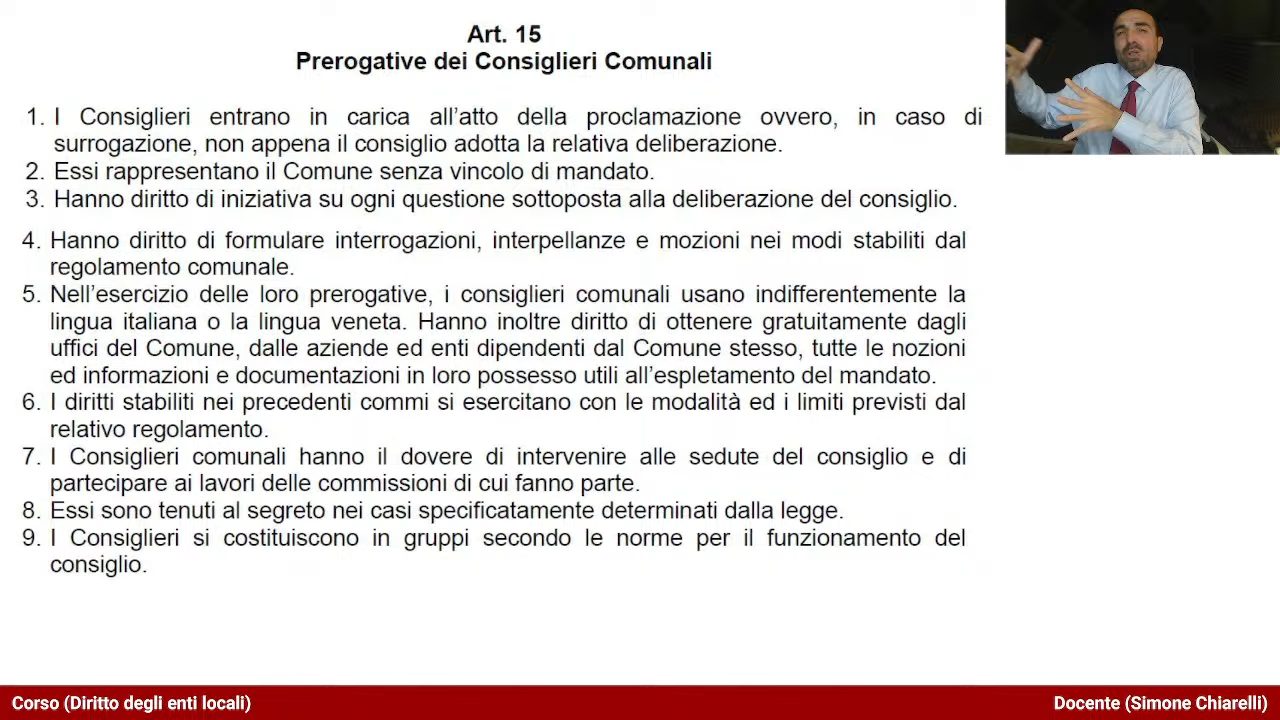 Art. 15
Prerogative dei Consiglieri Comunali
1. I Consiglieri entrano in carica all'atto della proclamazione ovvero, in caso di
surrogazione, non appena il consiglio adotta la relativa deliberazione.
2. Essi rappresentano il Comune senza vincolo di mandato.
3. Hanno diritto di iniziativa su ogni questione sottoposta alla deliberazione del consiglio.
4. Hanno diritto di formulare interrogazioni, interpellanze e mozioni nei modi stabiliti dal
regolamento comunale.
5. Nell'esercizio delle loro prerogative, i consiglieri comunali usano indifferentemente la
lingua italiana o la lingua veneta. Hanno inoltre diritto di ottenere gratuitamente dagli
uffici del Comune, dalle aziende ed enti dipendenti dal Comune stesso, tutte le nozioni
ed informazioni e documentazioni in loro possesso utili all'espletamento del mandato.
6. I diritti stabiliti nei precedenti commi si esercitano con le modalità ed i limiti previsti dal
relativo regolamento.
7. I Consiglieri comunali hanno il dovere di intervenire alle sedute del consiglio e di
partecipare ai lavori delle commissioni di cui fanno parte.
8. Essi sono tenuti al segreto nei casi specificatamente determinati dalla legge.
9. I Consiglieri si costituiscono in gruppi secondo le norme per il funzionamento del
consiglio.
Corso (Diritto degli enti locali)
Docente (Simone Chiarelli)